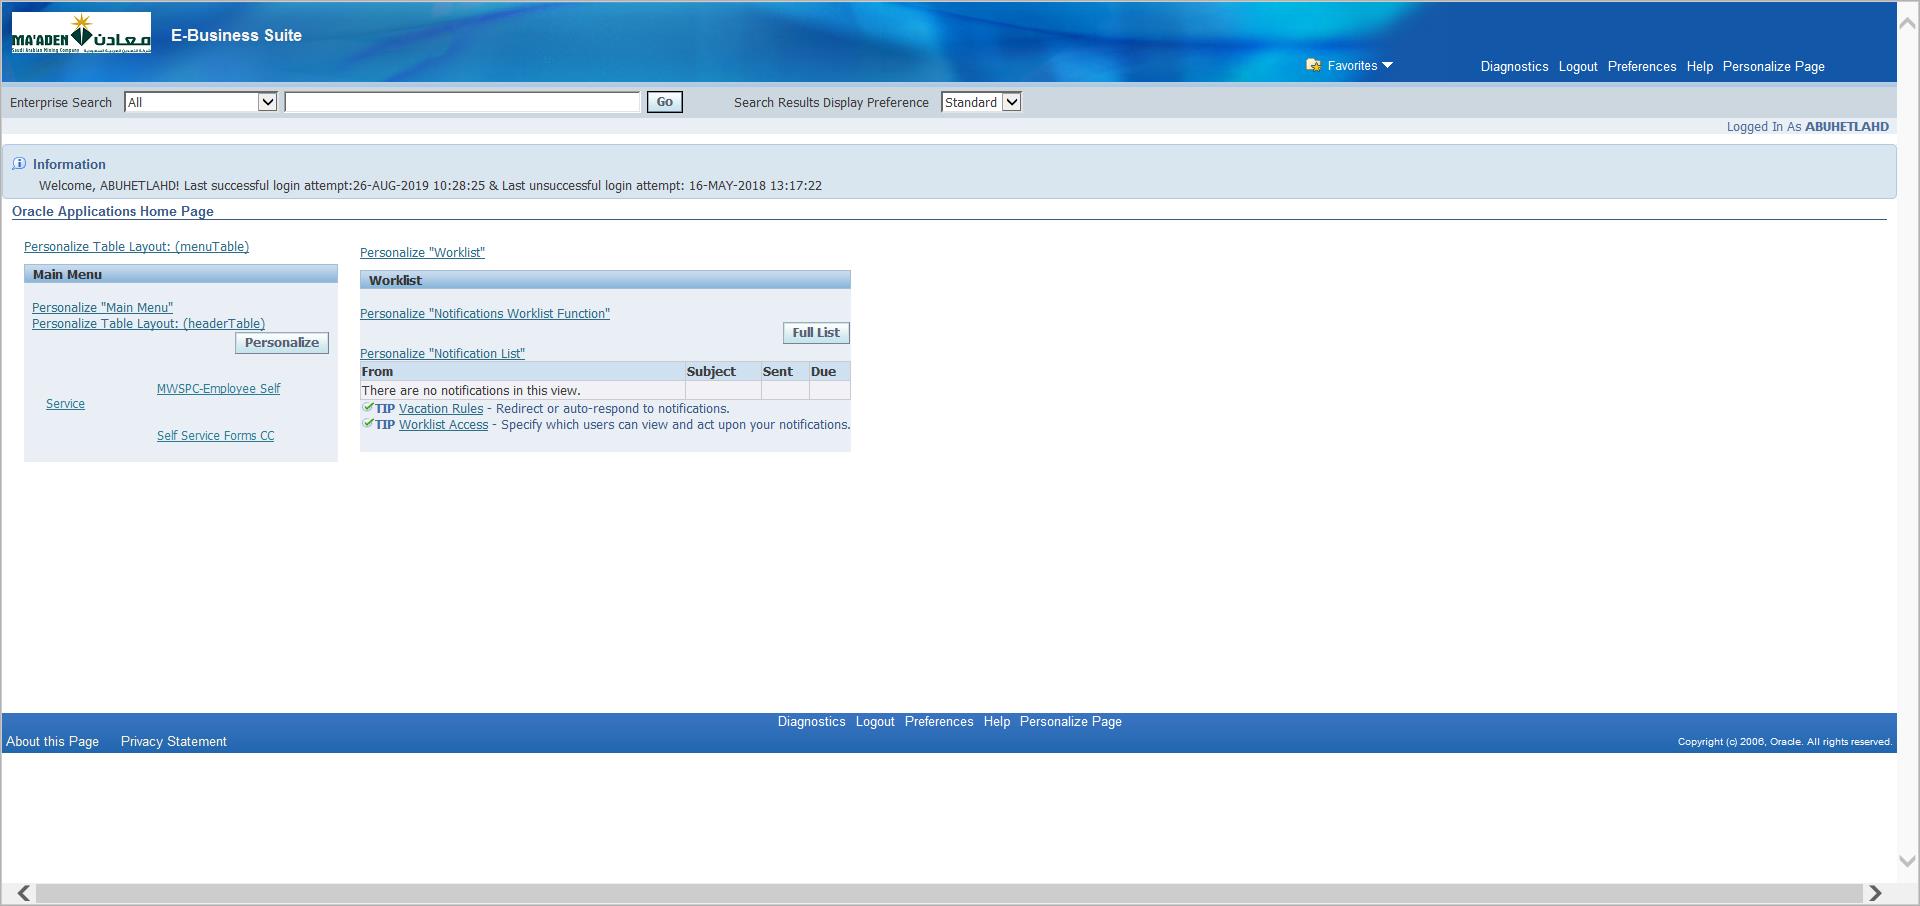 MA'ADEN معادن
Saudi Arabian Mining Company
E-Business Suite
Favorites
Diagnostics Logout Preferences Help Personalize Page
Enterprise Search All Go Search Results Display Preference Standard
Logged In As ABUHETLAHD
Information
Welcome, ABUHETLAHD! Last successful login attempt:26-AUG-2019 10:28:25 & Last unsuccessful login attempt: 16-MAY-2018 13:17:22
Oracle Applications Home Page
Personalize Table Layout: (menuTable)
Main Menu
Personalize "Main Menu"
Personalize Table Layout: (headerTable)
Personalize
MWSPC-Employee Self
Service
Self Service Forms CC
Personalize "Worklist"
Worklist
Personalize "Notifications Worklist Function"
Full List
Personalize "Notification List"
From Subject Sent Due
There are no notifications in this view.
TIP Vacation Rules - Redirect or auto-respond to notifications.
TIP Worklist Access - Specify which users can view and act upon your notifications.
Diagnostics Logout Preferences Help Personalize Page
About this Page Privacy Statement
Copyright (c) 2006, Oracle. All rights reserved.